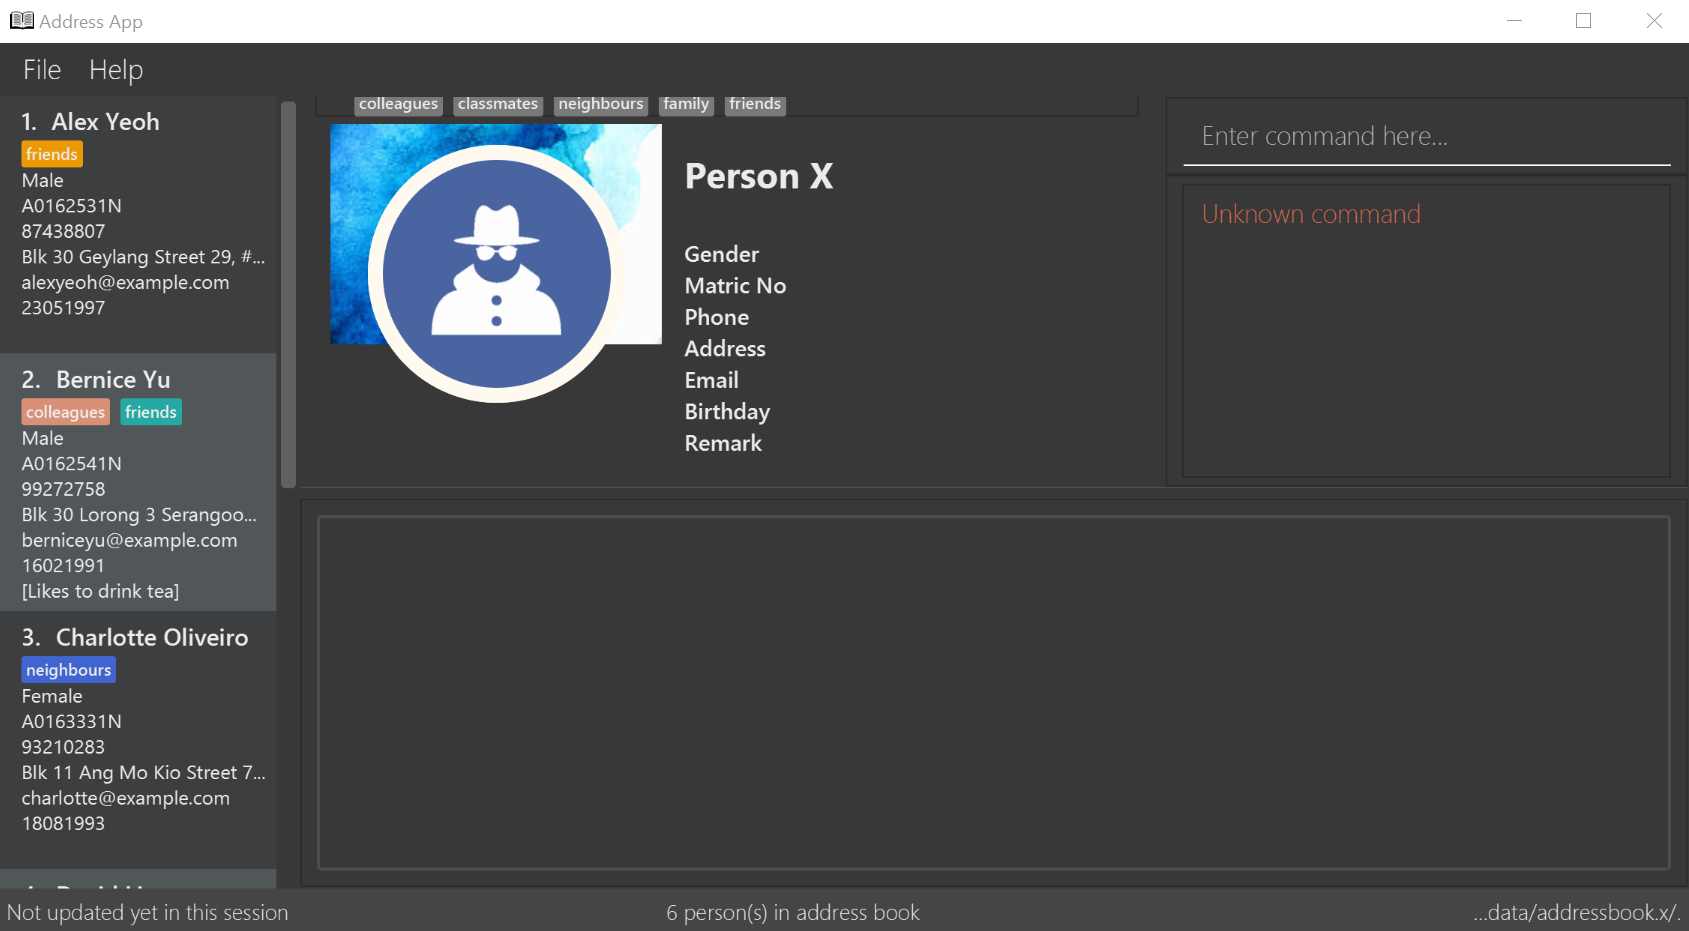 Address App
File Help
1. Alex Yeoh
friends
Male
A0162531N
87438807
Blk 30 Geylang Street 29, #...
alexyeoh@example.com
23051997
2. Bernice Yu
colleagues friends
Male
A0162541N
99272758
Blk 30 Lorong 3 Serangoo...
berniceyu@example.com
16021991
[Likes to drink tea]
3. Charlotte Oliveiro
neighbours
Female
A0163331N
93210283
Blk 11 Ang Mo Kio Street 7...
charlotte@example.com
18081993
colleagues classmates neighbours family friends
Person X
Gender
Matric No
Phone
Address
Email
Birthday
Remark
Enter command here...
Unknown command
Not updated yet in this session
6 person(s) in address book
...data/addressbook.x/.